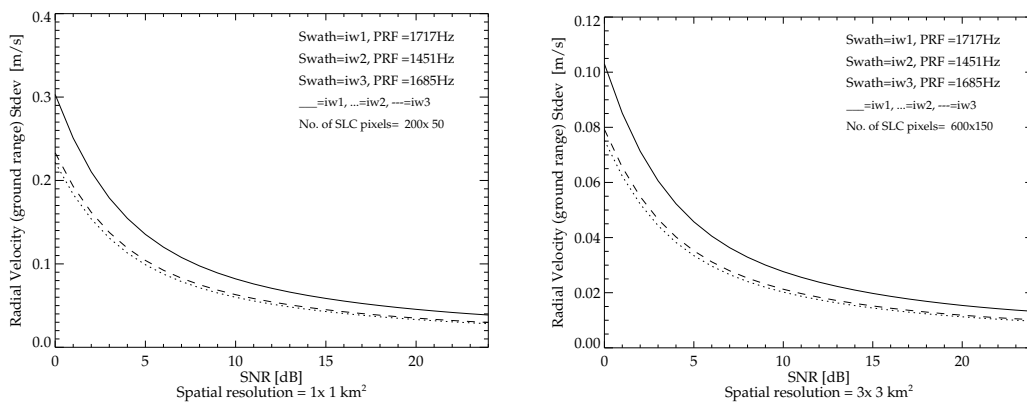 Radial Velocity (ground range) Stdev [m/s]
0.4
0.3
0.2
0.1
0.0
Swath=iw1, PRF =1717Hz
Swath=iw2, PRF =1451Hz
Swath=iw3, PRF =1685Hz
___=iw1, ...=iw2, ---=iw3
No. of SLC pixels= 200x 50
0 5 10 15 20
SNR [dB]
Spatial resolution = 1x 1 km²
Radial Velocity (ground range) Stdev [m/s]
0.12
0.10
0.08
0.06
0.04
0.02
0.00
Swath=iw1, PRF =1717Hz
Swath=iw2, PRF =1451Hz
Swath=iw3, PRF =1685Hz
___=iw1, ...=iw2, ---=iw3
No. of SLC pixels= 600x150
0 5 10 15 20
SNR [dB]
Spatial resolution = 3x 3 km²